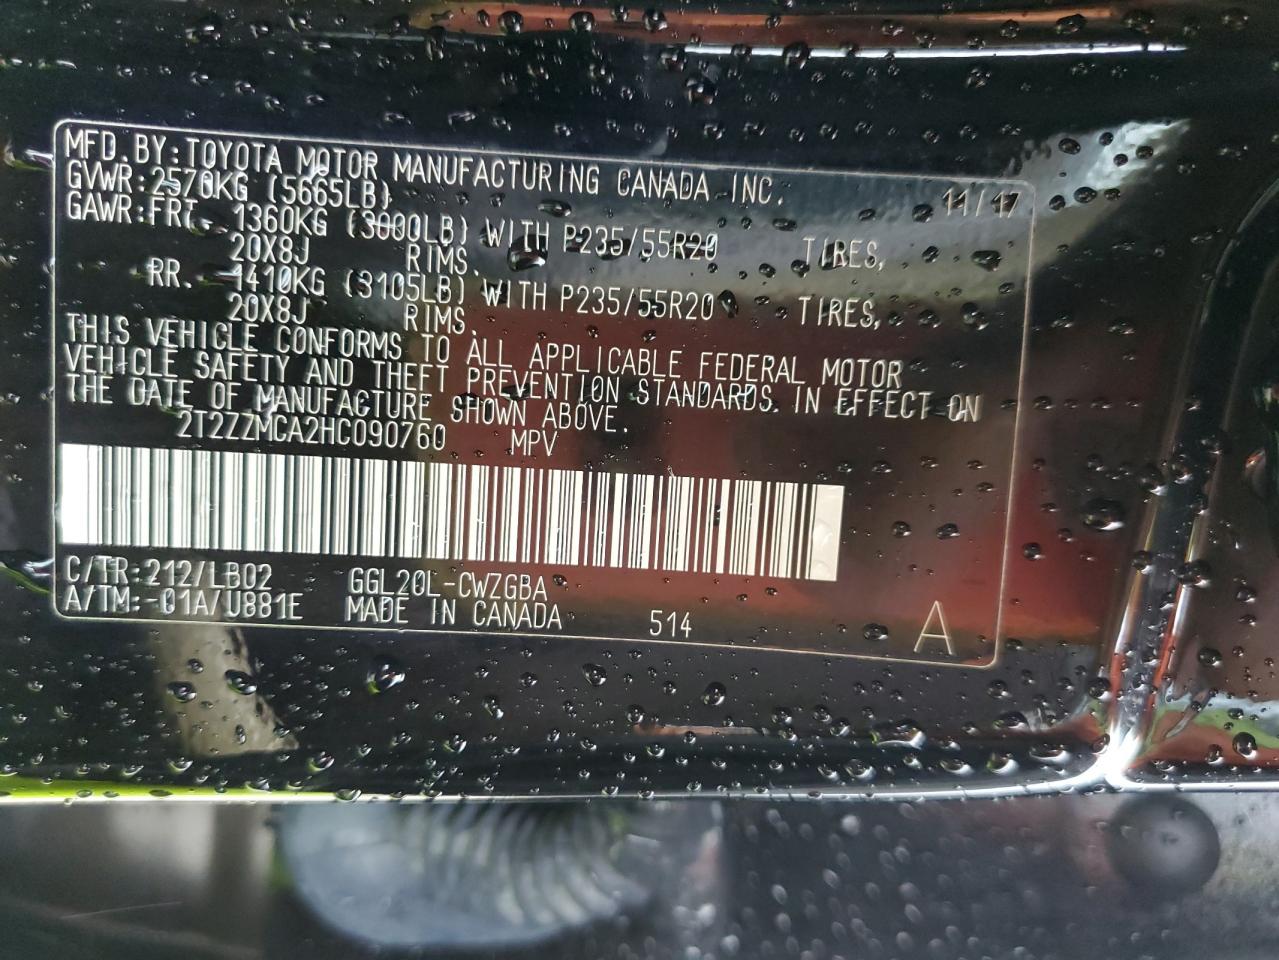 MFD.BY:TOYOTA MOTOR MANUFACTURING CANADA INC. 11/17
GVWR:2570KG (5665LB)
GAWR:FRT. 1360KG (3000LB) WITH P235/55R20 TIRES,
20X8J RIMS.
RR. 1410KG (3105LB) WITH P235/55R20 TIRES,
20X8J RIMS.
THIS VEHICLE CONFORMS TO ALL APPLICABLE FEDERAL MOTOR
VEHICLE SAFETY AND THEFT PREVENTION STANDARDS IN EFFECT ON
THE DATE OF MANUFACTURE SHOWN ABOVE.
2T2ZZMCA2HC090760 MPV
C/TR:212/LB02 GGL20L-CWZGBA
A/TM:-01A/U881E MADE IN CANADA 514 A